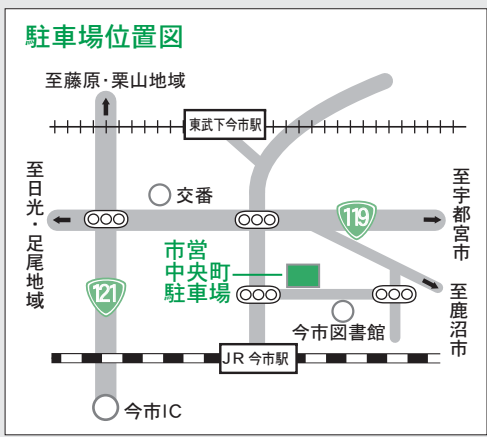 駐車場位置図
至藤原・栗山地域
東武下今市駅
交番
119
至日光・足尾地域
至宇都宮市
市営
中央町
駐車場
121
至鹿沼市
今市図書館
JR今市駅
今市IC